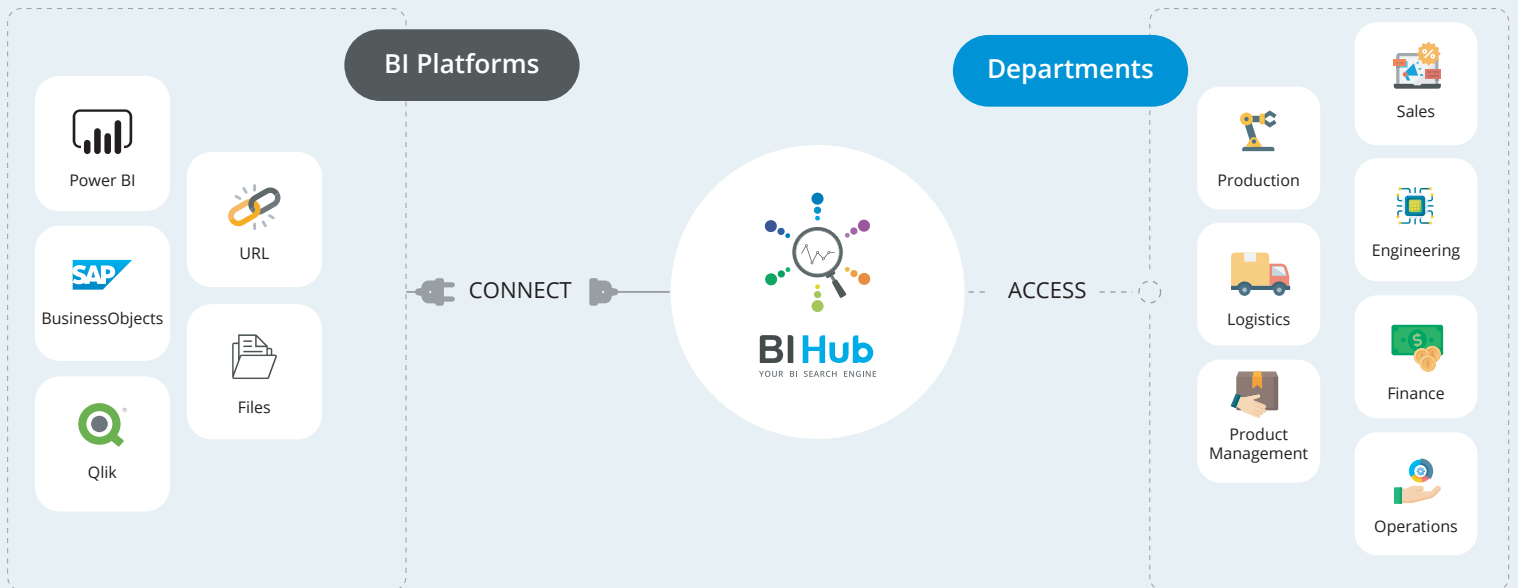 BI Platforms
Power BI
URL
SAP
BusinessObjects
Files
Qlik
CONNECT
BI Hub
YOUR BI SEARCH ENGINE
ACCESS
Departments
Sales
%
Production
Engineering
Logistics
$
Finance
Product
Management
Operations